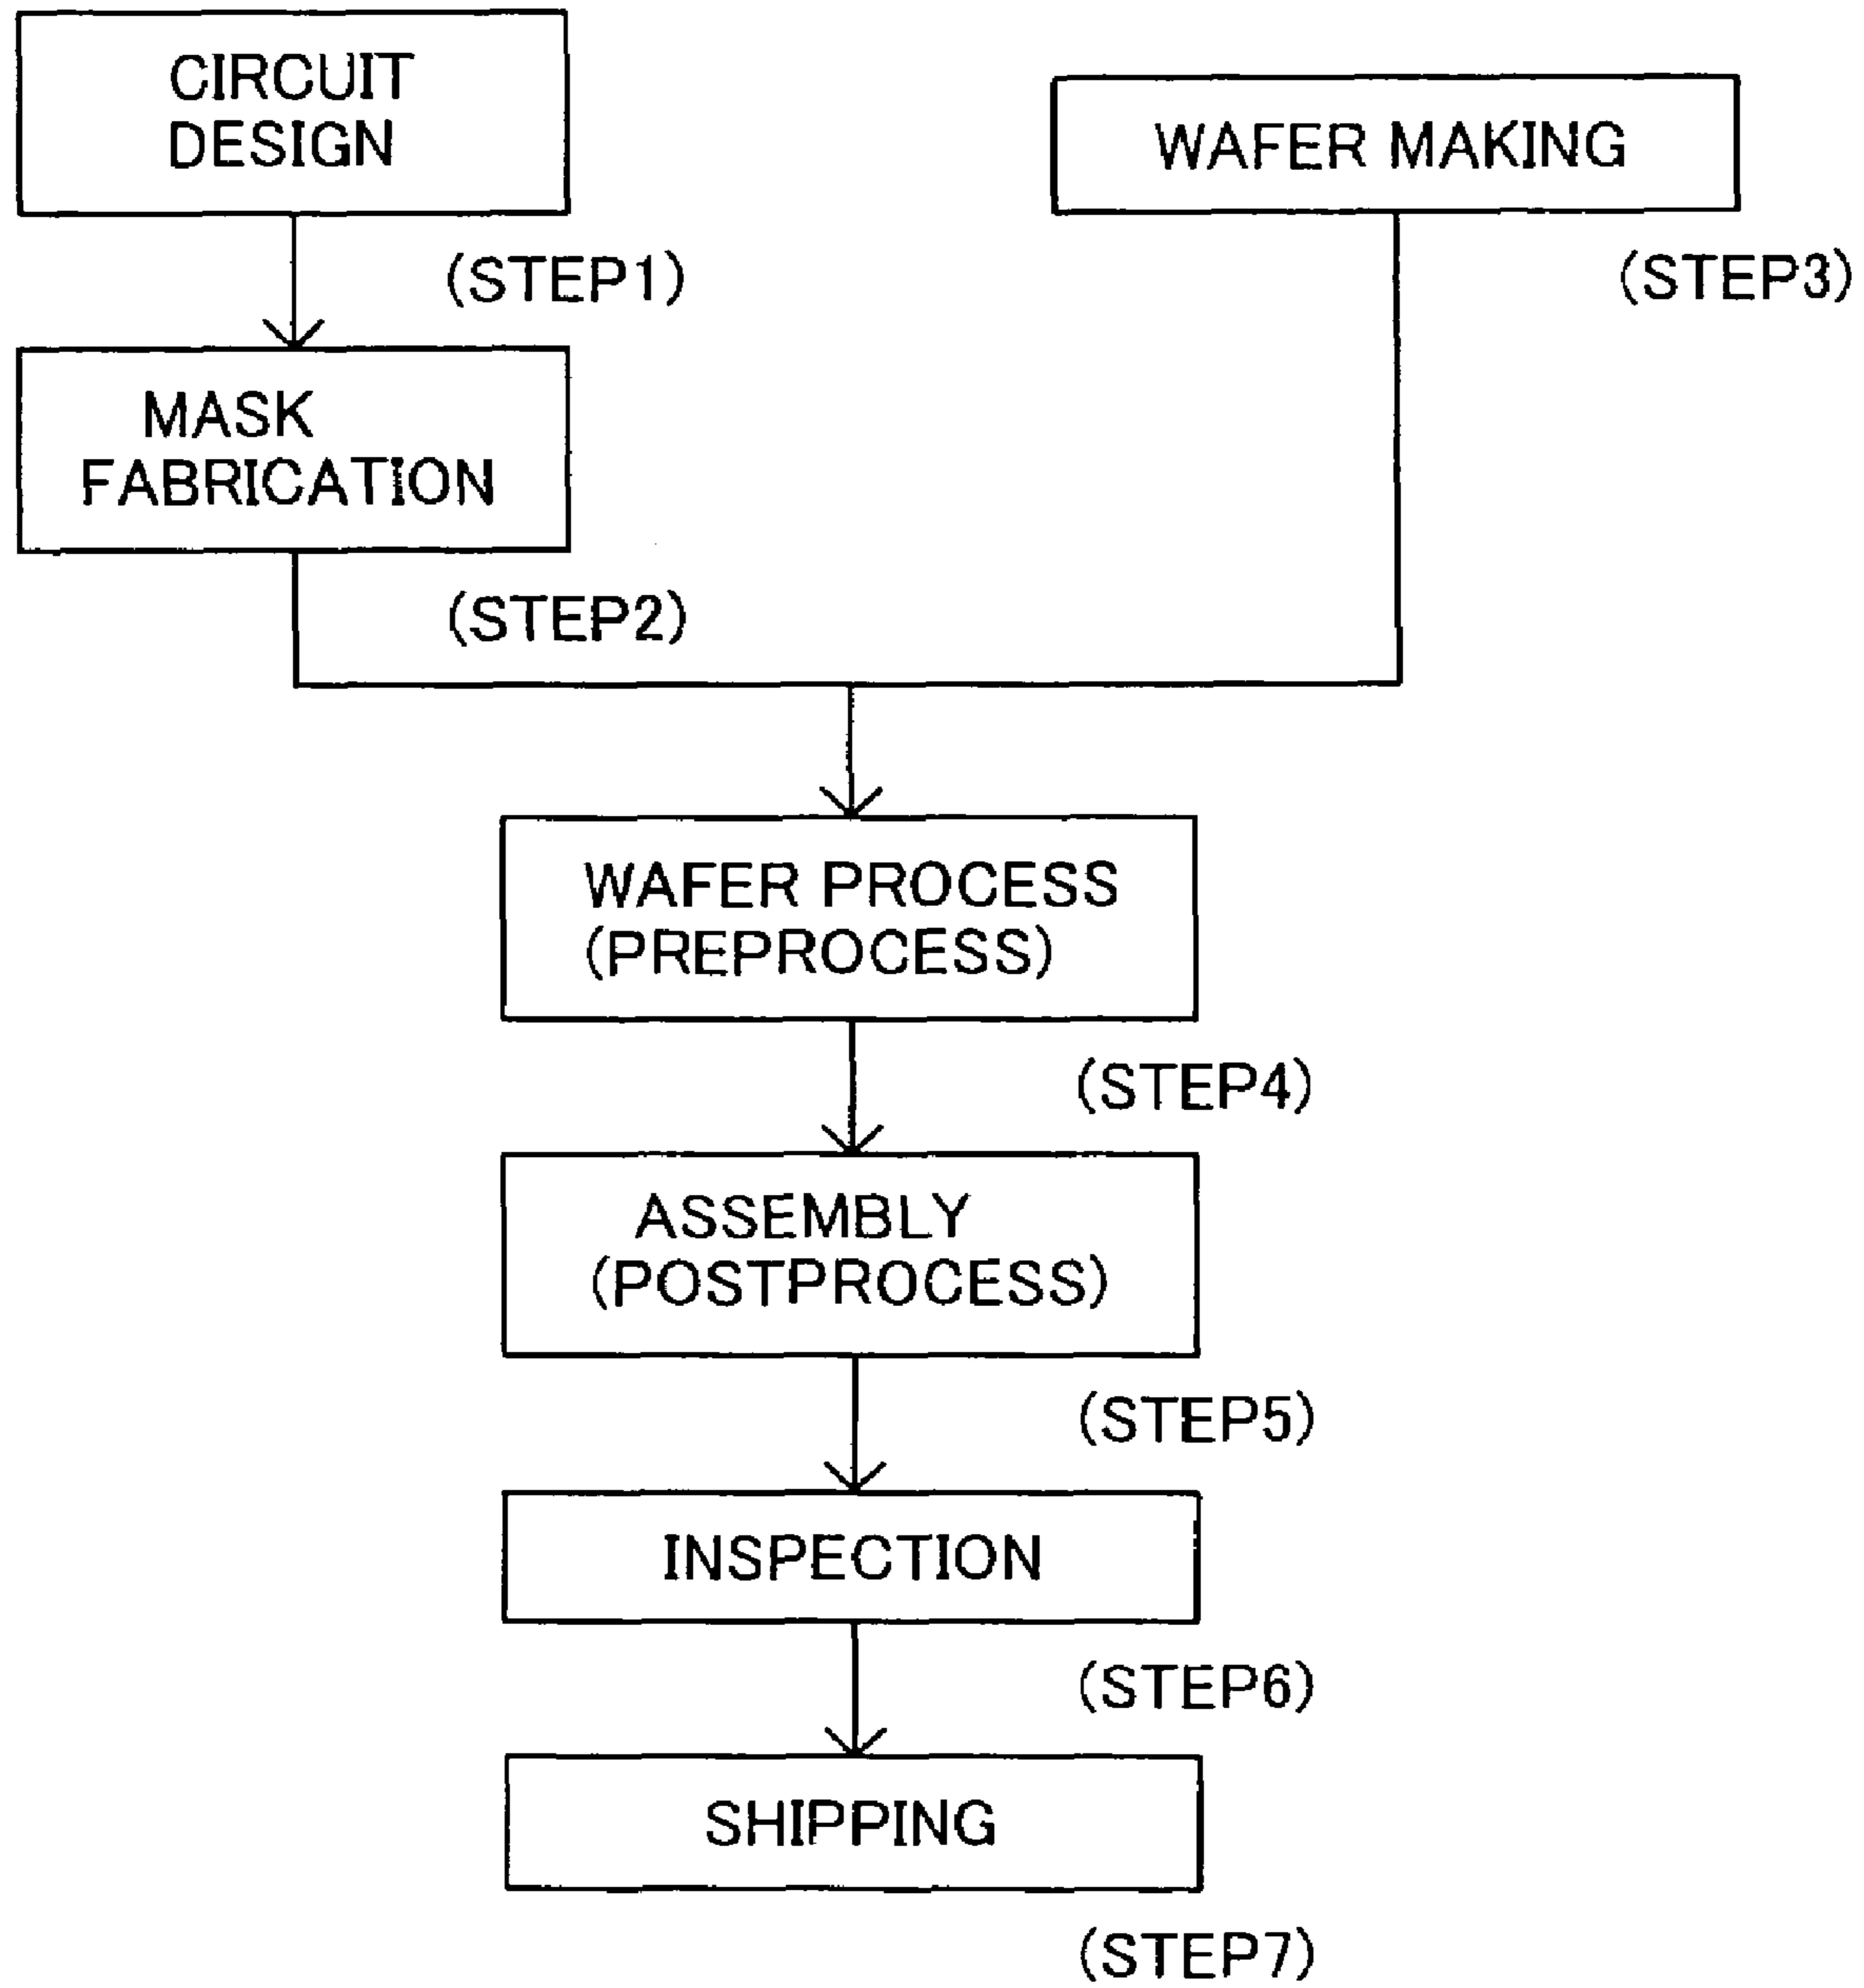 CIRCUIT
DESIGN
(STEP1)
MASK
FABRICATION
(STEP2)
WAFER MAKING
(STEP3)
WAFER PROCESS
(PREPROCESS)
(STEP4)
ASSEMBLY
(POSTPROCESS)
(STEP5)
INSPECTION
(STEP6)
SHIPPING
(STEP7)